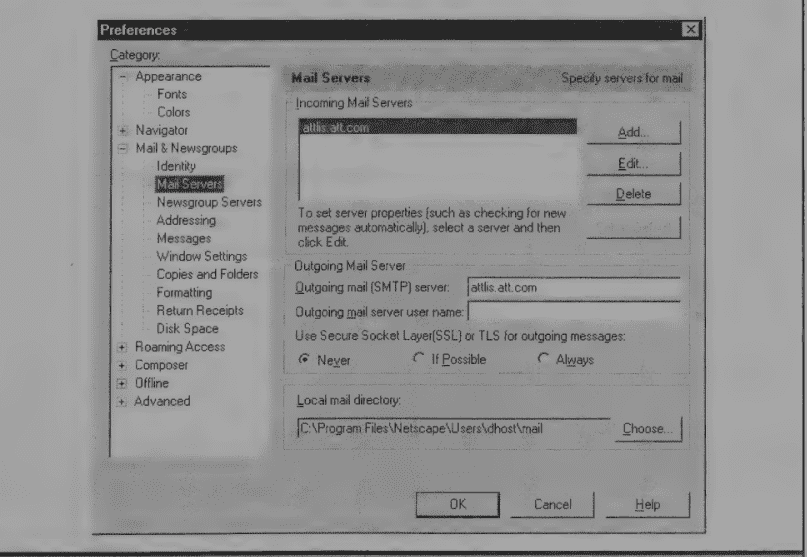 Preferences
Category:
Appearance
Fonts
Colors
Navigator
Mail & Newsgroups
Identity
Mail Servers
Newsgroup Servers
Addressing
Messages
Window Settings
Copies and Folders
Formatting
Return Receipts
Disk Space
Roaming Access
Composer
Offline
Advanced
Mail Servers Specify servers for mail
Incoming Mail Servers
attlis.att.com
Add...
Edit...
Delete
To set server properties (such as checking for new
messages automatically), select a server and then
click Edit.
Outgoing Mail Server
Outgoing mail (SMTP) server: attlis.att.com
Outgoing mail server user name:
Use Secure Socket Layer(SSL) or TLS for outgoing messages:
Never If Possible Always
Local mail directory:
C:\Program Files\Netscape\Users\dhost\mail Choose...
OK Cancel Help